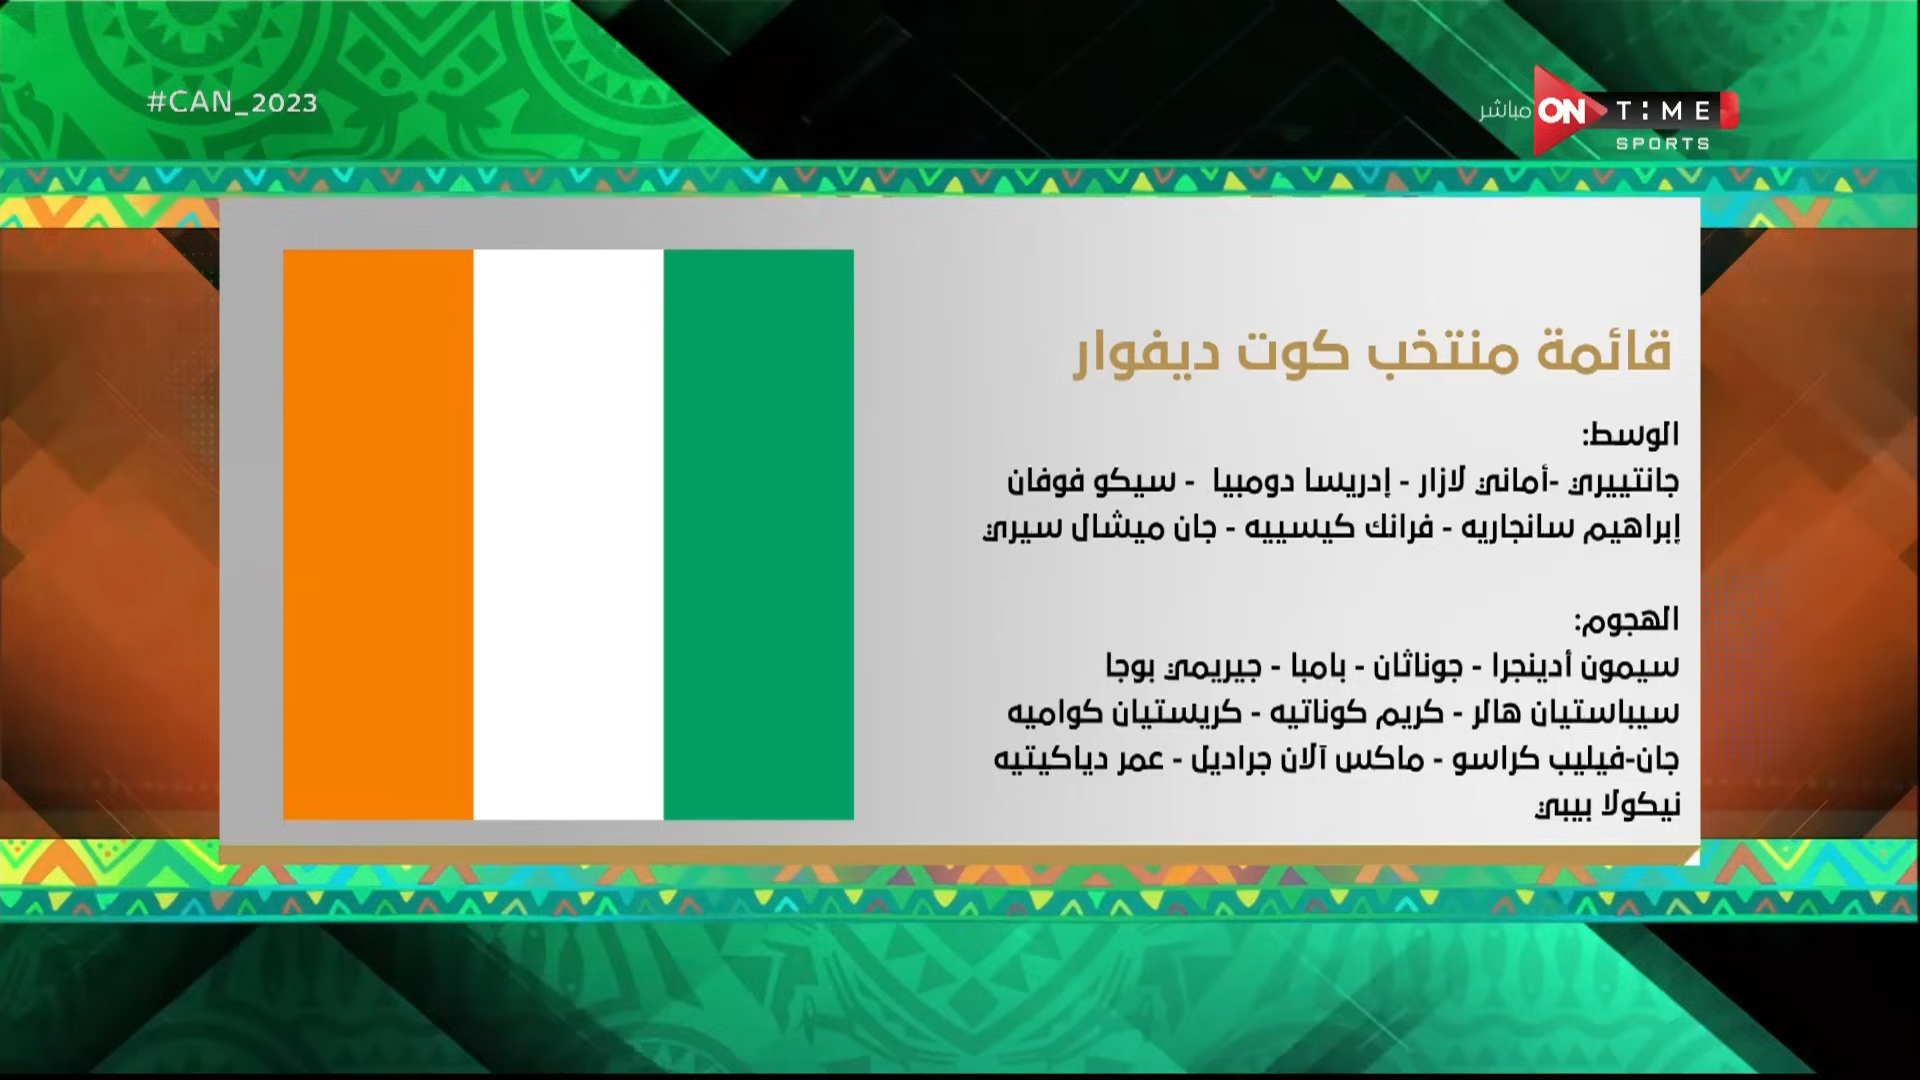 #CAN_2023
مباشر ON TIME
SPORTS
قائمة منتخب كوت ديفوار
الوسط:
جانتييري -أماني لازار - إدريسا دومبيا - سيكو فوفان
إبراهيم سانجاريه - فرانك كيسييه - جان ميشال سيري
الهجوم:
سيمون أدينجرا - جوناثان - بامبا - جيريمي بوجا
سيباستيان هالر - كريم كوناتيه - كريستيان كواميه
جان-فيليب كراسو - ماكس آلان جراديل - عمر دياكيتيه
نيكولا بيبي